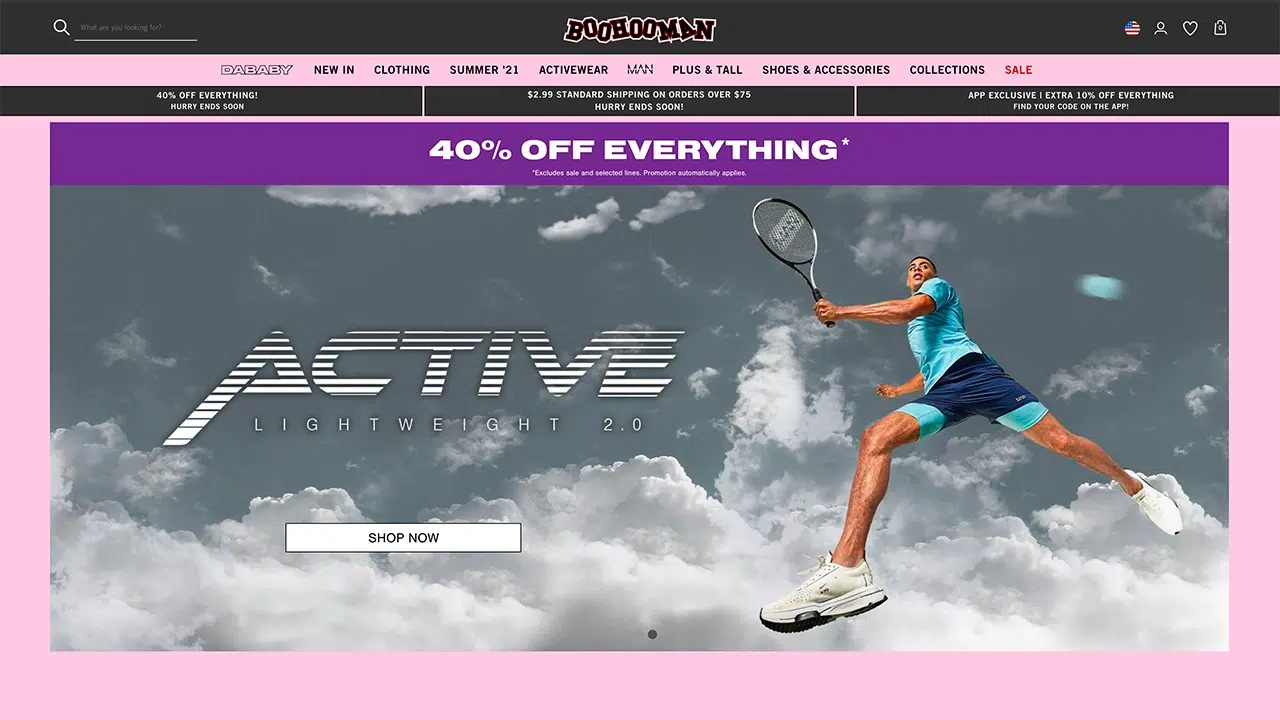 What are you looking for?
BOOHOOMAN
0
DABABY NEW IN CLOTHING SUMMER '21 ACTIVEWEAR MAN PLUS & TALL SHOES & ACCESSORIES COLLECTIONS SALE
40% OFF EVERYTHING!
HURRY ENDS SOON
$2.99 STANDARD SHIPPING ON ORDERS OVER $75
HURRY ENDS SOON!
APP EXCLUSIVE | EXTRA 10% OFF EVERYTHING
FIND YOUR CODE ON THE APP!
40% OFF EVERYTHING*
*Excludes sale and selected lines. Promotion automatically applies.
ACTIVE
LIGHTWEIGHT 2.0
SHOP NOW